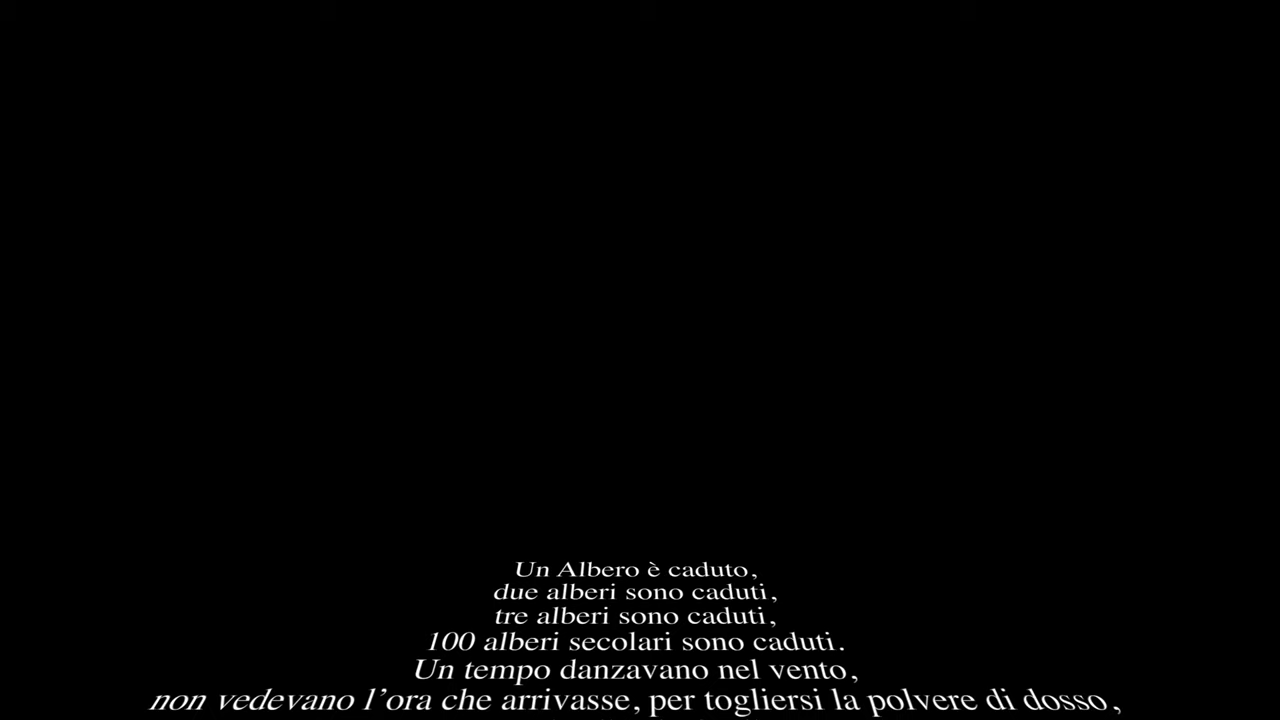 Un Albero è caduto,
due alberi sono caduti,
tre alberi sono caduti,
100 alberi secolari sono caduti.
Un tempo danzavano nel vento,
non vedevano l'ora che arrivasse, per togliersi la polvere di dosso,